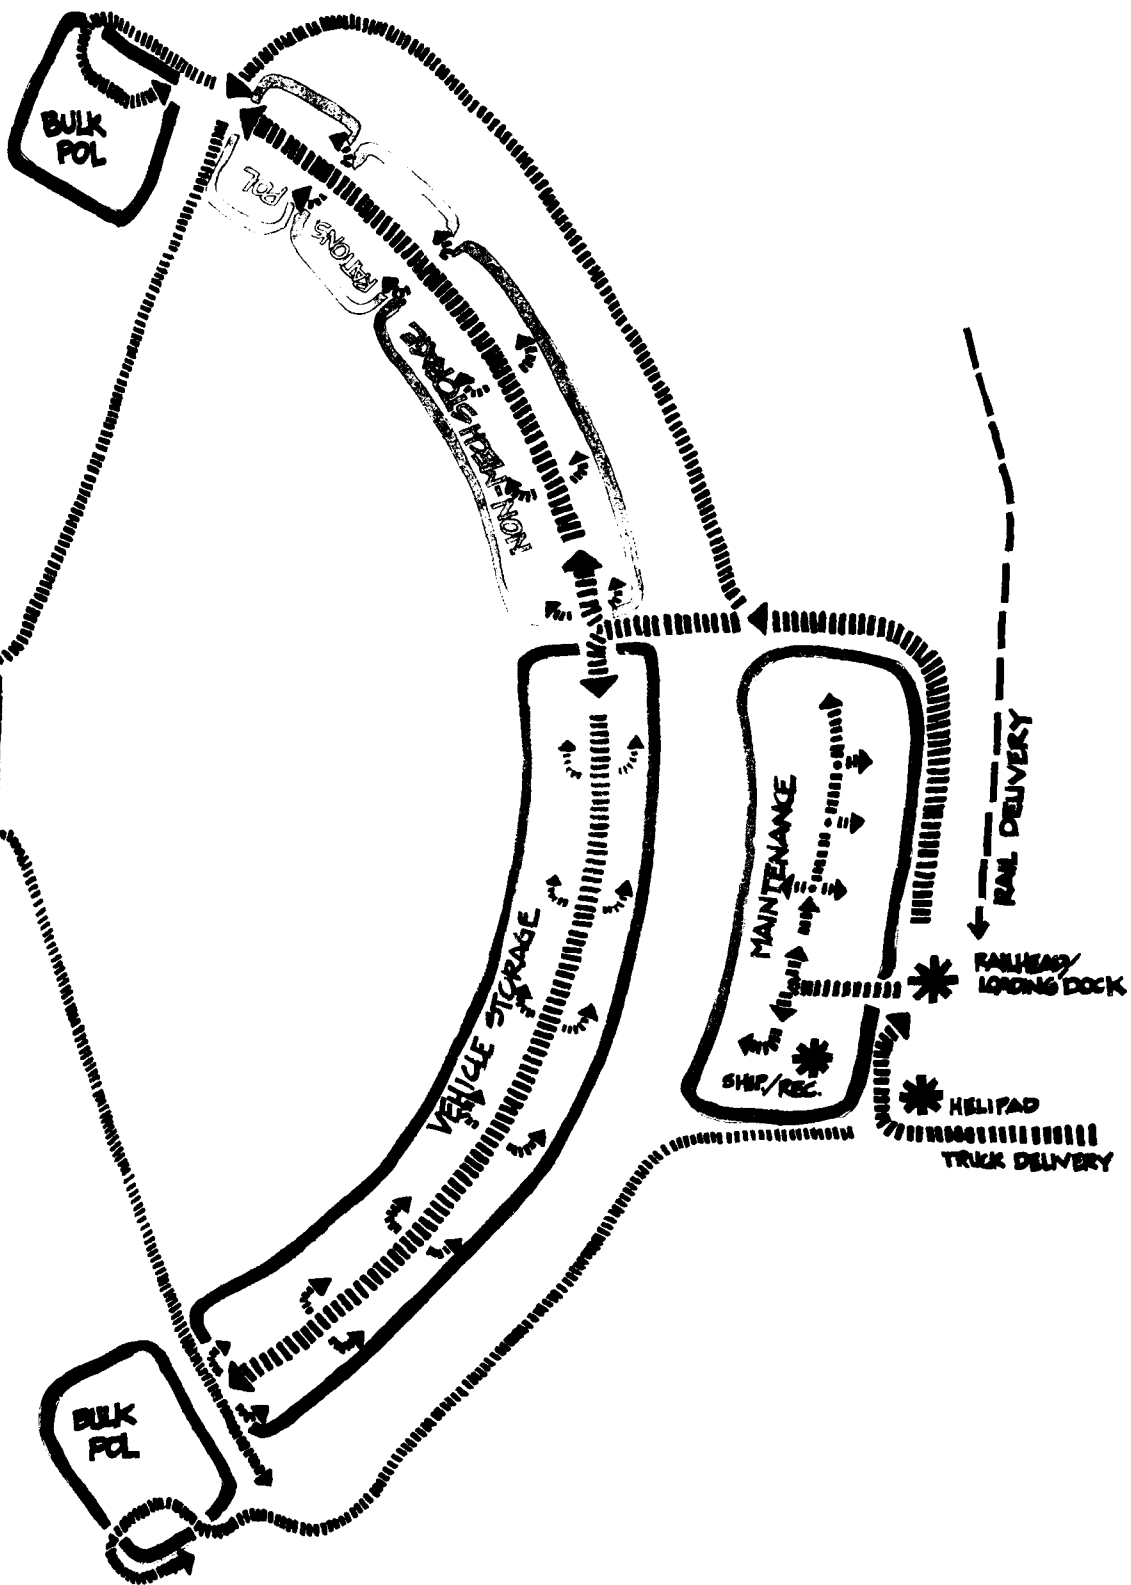 BULK
POL
POL
RATIONS
NON-MECH STORAGE
RAIL DELIVERY
MAINTENANCE
VEHICLE STORAGE
RAILHEAD/
LOADING DOCK
SHIP./REC.
HELIPAD
TRUCK DELIVERY
BULK
POL